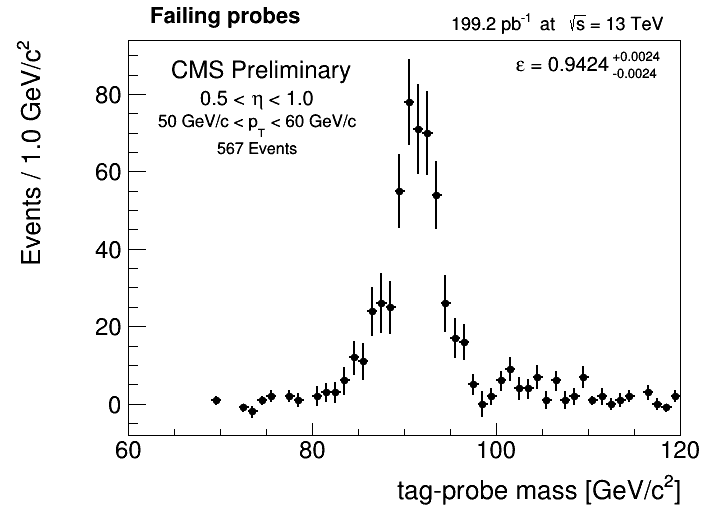 Failing probes
199.2 pb⁻¹ at √s = 13 TeV
CMS Preliminary
0.5 < η < 1.0
50 GeV/c < p_T < 60 GeV/c
567 Events
ε = 0.9424 +0.0024 -0.0024
Events / 1.0 GeV/c²
80
60
40
20
0
60 80 100 120
tag-probe mass [GeV/c²]